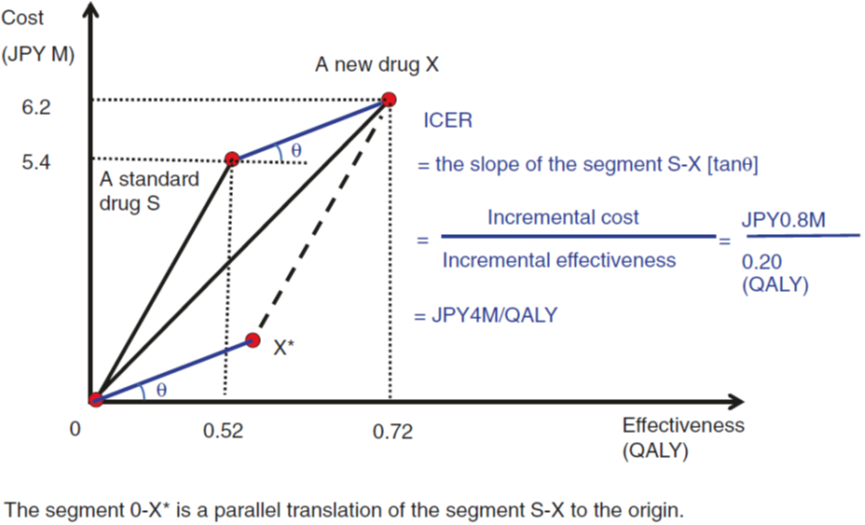 Cost
(JPY M)
A new drug X
6.2
ICER
θ
5.4
= the slope of the segment S-X [tanθ]
A standard
drug S
Incremental cost
JPY0.8M
=
=
Incremental effectiveness
0.20
(QALY)
= JPY4M/QALY
X*
θ
0
0.52
0.72
Effectiveness
(QALY)
The segment 0-X* is a parallel translation of the segment S-X to the origin.